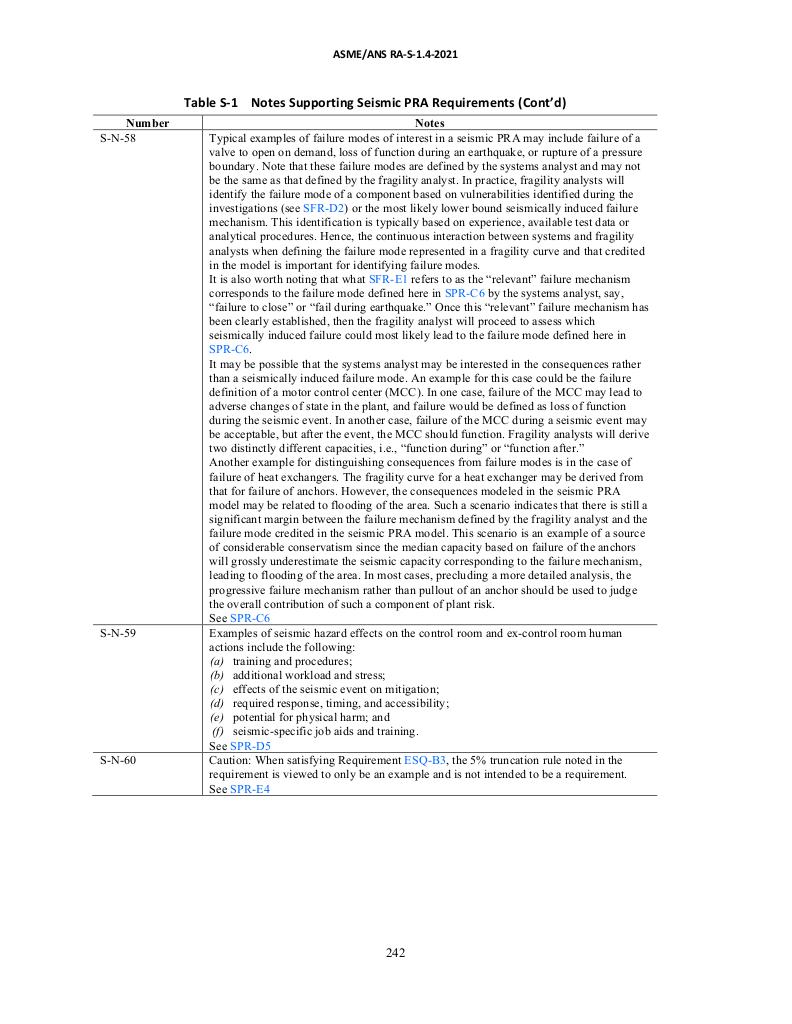 ASME/ANS RA-S-1.4-2021
Table S-1 Notes Supporting Seismic PRA Requirements (Cont’d)
Number Notes
S-N-58 Typical examples of failure modes of interest in a seismic PRA may include failure of a
valve to open on demand, loss of function during an earthquake, or rupture of a pressure
boundary. Note that these failure modes are defined by the systems analyst and may not
be the same as that defined by the fragility analyst. In practice, fragility analysts will
identify the failure mode of a component based on vulnerabilities identified during the
investigations (see SFR-D2) or the most likely lower bound seismically induced failure
mechanism. This identification is typically based on experience, available test data or
analytical procedures. Hence, the continuous interaction between systems and fragility
analysts when defining the failure mode represented in a fragility curve and that credited
in the model is important for identifying failure modes.
It is also worth noting that what SFR-E1 refers to as the “relevant” failure mechanism
corresponds to the failure mode defined here in SPR-C6 by the systems analyst, say,
“failure to close” or “fail during earthquake.” Once this “relevant” failure mechanism has
been clearly established, then the fragility analyst will proceed to assess which
seismically induced failure could most likely lead to the failure mode defined here in
SPR-C6.
It may be possible that the systems analyst may be interested in the consequences rather
than a seismically induced failure mode. An example for this case could be the failure
definition of a motor control center (MCC). In one case, failure of the MCC may lead to
adverse changes of state in the plant, and failure would be defined as loss of function
during the seismic event. In another case, failure of the MCC during a seismic event may
be acceptable, but after the event, the MCC should function. Fragility analysts will derive
two distinctly different capacities, i.e., “function during” or “function after.”
Another example for distinguishing consequences from failure modes is in the case of
failure of heat exchangers. The fragility curve for a heat exchanger may be derived from
that for failure of anchors. However, the consequences modeled in the seismic PRA
model may be related to flooding of the area. Such a scenario indicates that there is still a
significant margin between the failure mechanism defined by the fragility analyst and the
failure mode credited in the seismic PRA model. This scenario is an example of a source
of considerable conservatism since the median capacity based on failure of the anchors
will grossly underestimate the seismic capacity corresponding to the failure mechanism,
leading to flooding of the area. In most cases, precluding a more detailed analysis, the
progressive failure mechanism rather than pullout of an anchor should be used to judge
the overall contribution of such a component of plant risk.
See SPR-C6
S-N-59 Examples of seismic hazard effects on the control room and ex-control room human
actions include the following:
(a) training and procedures;
(b) additional workload and stress;
(c) effects of the seismic event on mitigation;
(d) required response, timing, and accessibility;
(e) potential for physical harm; and
(f) seismic-specific job aids and training.
See SPR-D5
S-N-60 Caution: When satisfying Requirement ESQ-B3, the 5% truncation rule noted in the
requirement is viewed to only be an example and is not intended to be a requirement.
See SPR-E4
242